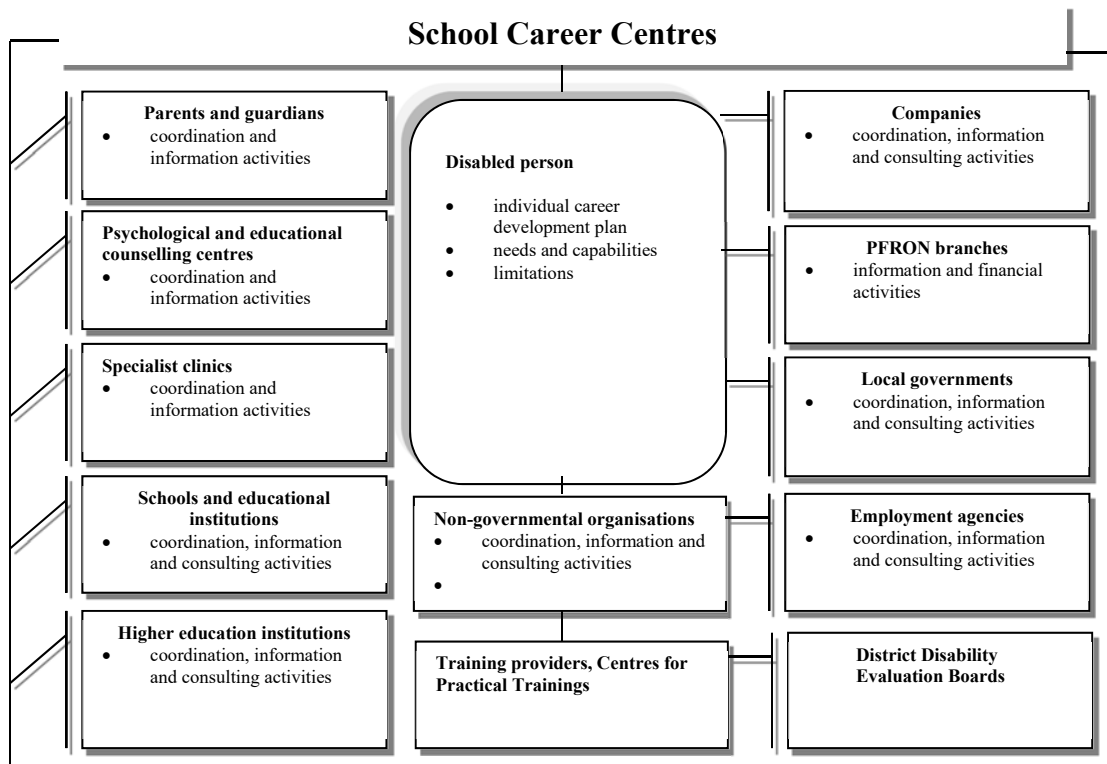 School Career Centres
Parents and guardians
• coordination and
information activities
Psychological and educational
counselling centres
• coordination and
information activities
Specialist clinics
• coordination and
information activities
Schools and educational
institutions
• coordination, information
and consulting activities
Higher education institutions
• coordination, information
and consulting activities
Disabled person
• individual career
development plan
• needs and capabilities
• limitations
Non-governmental organisations
• coordination, information and
consulting activities
•
Training providers, Centres for
Practical Trainings
Companies
• coordination, information
and consulting activities
PFRON branches
• information and financial
activities
Local governments
• coordination, information
and consulting activities
Employment agencies
• coordination, information
and consulting activities
District Disability
Evaluation Boards